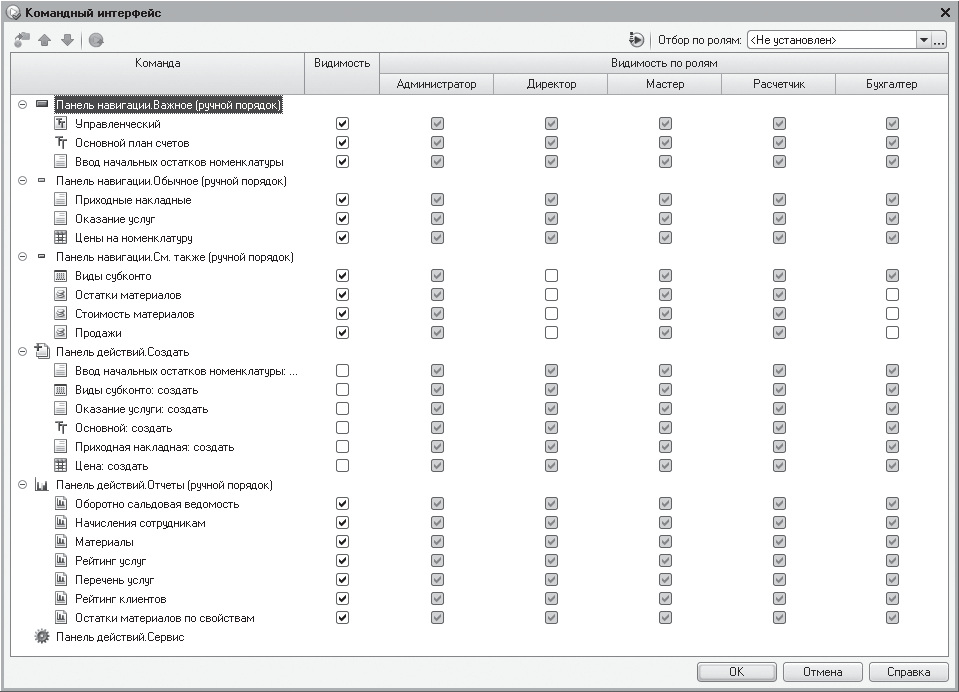 Командный интерфейс
Отбор по ролям: <Не установлен>
Команда Видимость Видимость по ролям
Администратор Директор Мастер Расчетчик Бухгалтер
Панель навигации.Важное (ручной порядок)
Управленческий
Основной план счетов
Ввод начальных остатков номенклатуры
Панель навигации.Обычное (ручной порядок)
Приходные накладные
Оказание услуг
Цены на номенклатуру
Панель навигации.См. также (ручной порядок)
Виды субконто
Остатки материалов
Стоимость материалов
Продажи
Панель действий.Создать
Ввод начальных остатков номенклатуры: ...
Виды субконто: создать
Оказание услуги: создать
Основной: создать
Приходная накладная: создать
Цена: создать
Панель действий.Отчеты (ручной порядок)
Оборотно сальдовая ведомость
Начисления сотрудникам
Материалы
Рейтинг услуг
Перечень услуг
Рейтинг клиентов
Остатки материалов по свойствам
Панель действий.Сервис
OK Отмена Справка